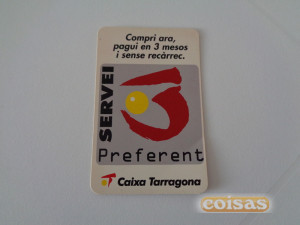 Compri ara,
pagui en 3 mesos
i sense recàrrec.
SERVEI
Preferent
Caixa Tarragona
coisas